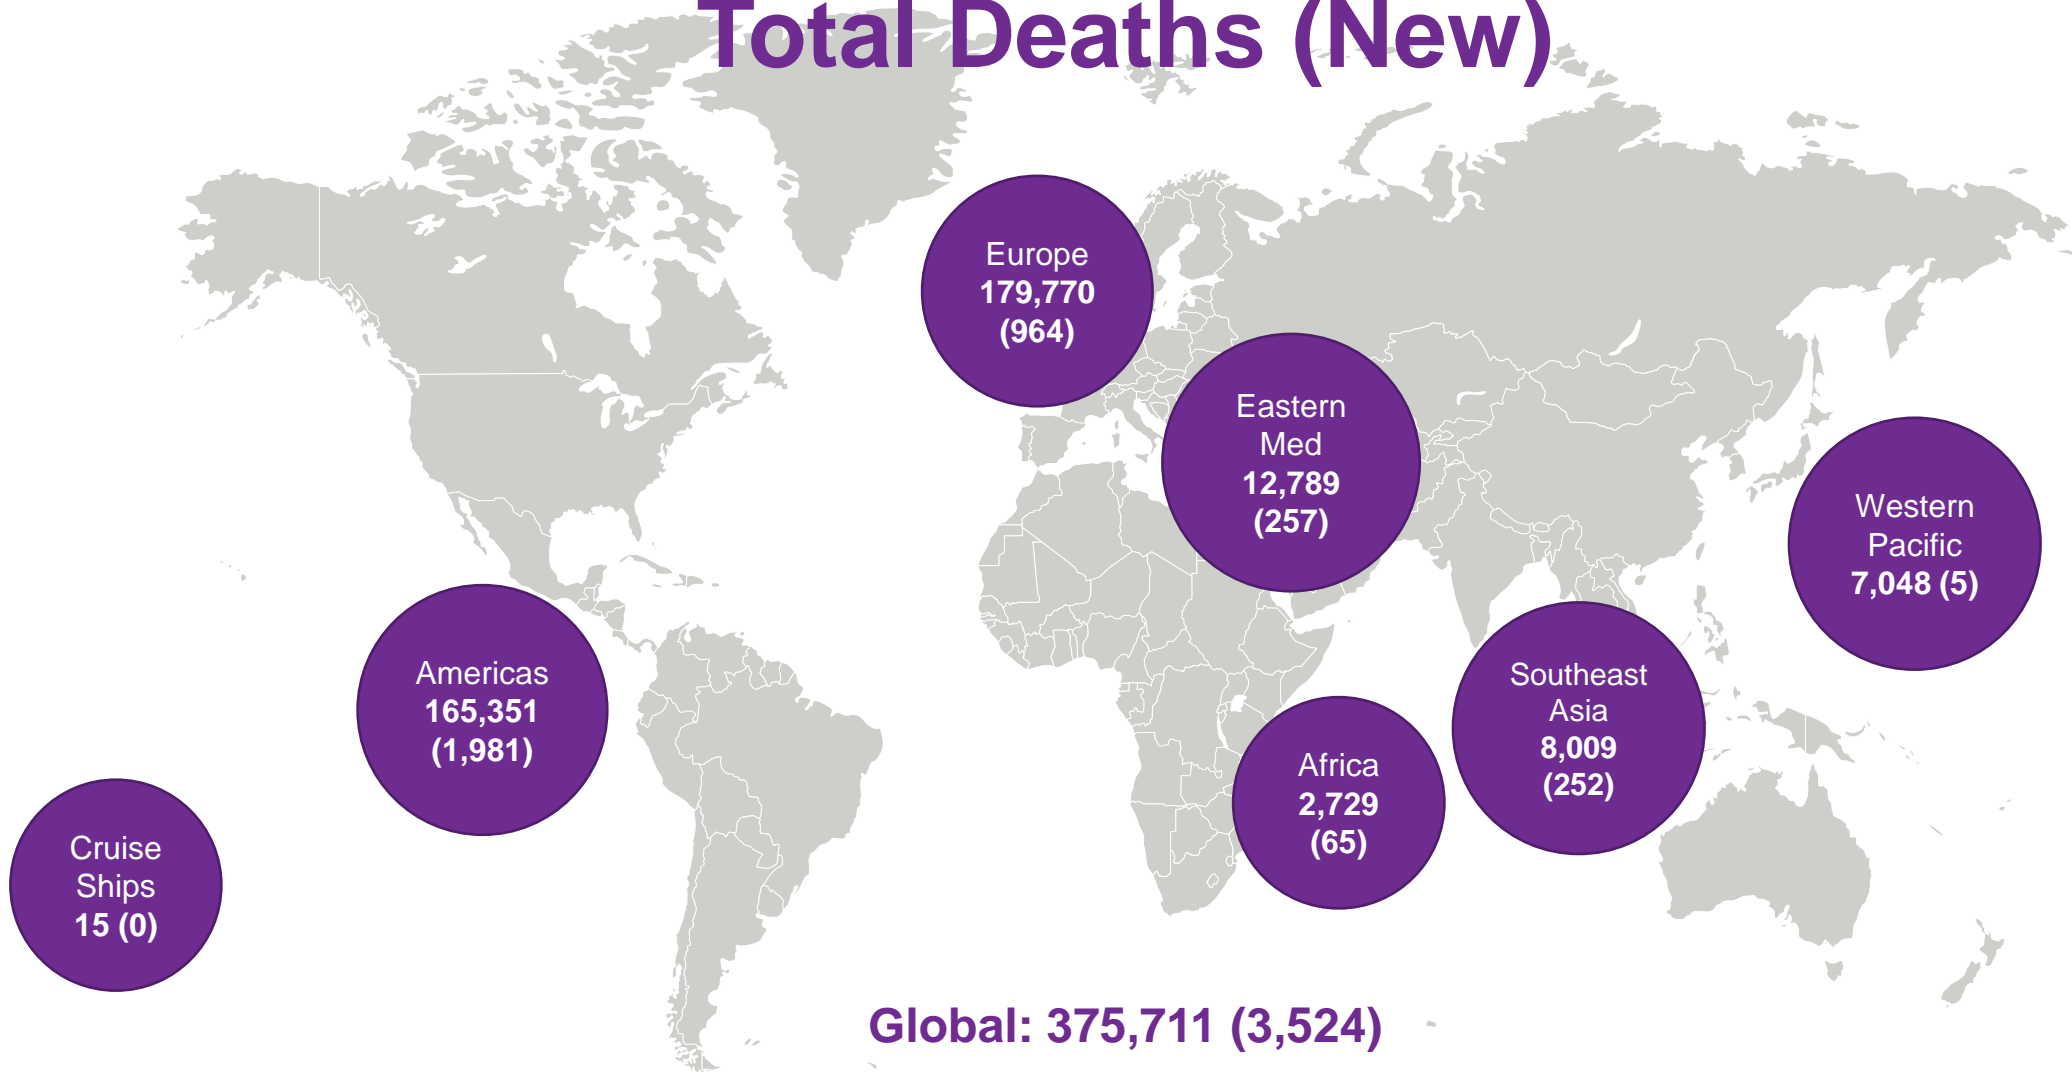 Total Deaths (New)
Europe
179,770
(964)
Eastern
Med
12,789
(257)
Western
Pacific
7,048 (5)
Americas
165,351
(1,981)
Southeast
Asia
8,009
(252)
Africa
2,729
(65)
Cruise
Ships
15 (0)
Global: 375,711 (3,524)